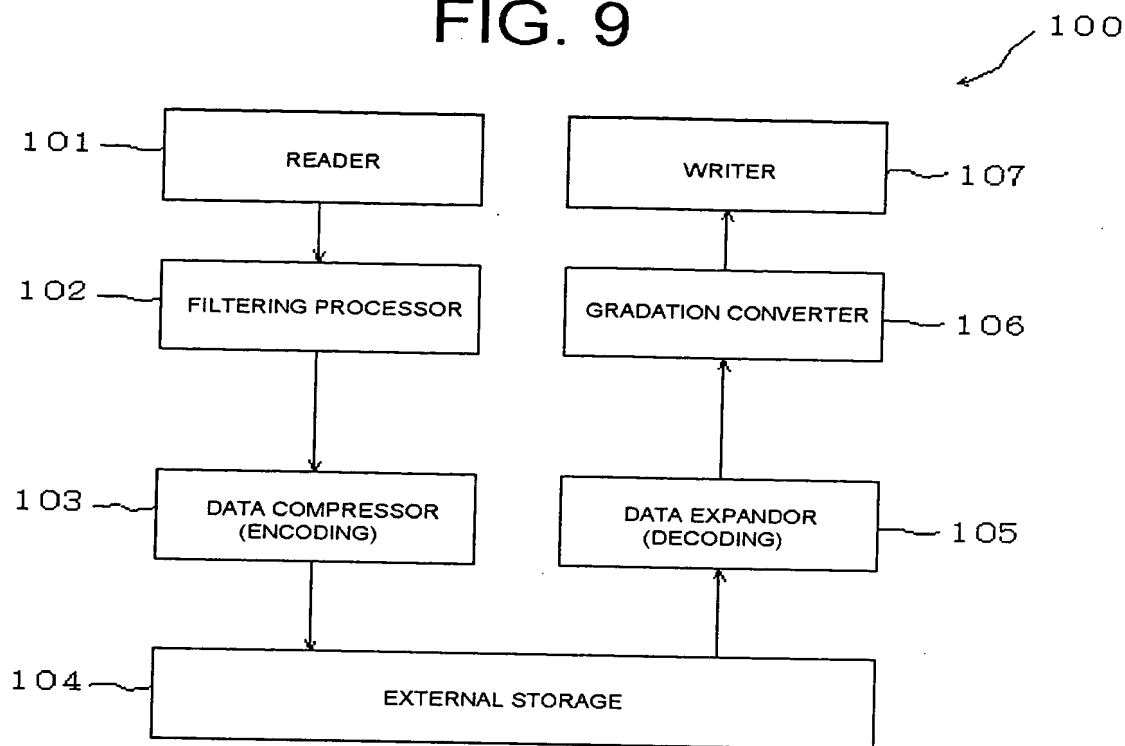 FIG. 9
100
101
READER
WRITER
107
102
FILTERING PROCESSOR
GRADATION CONVERTER
106
103
DATA COMPRESSOR
(ENCODING)
DATA EXPANDOR
(DECODING)
105
104
EXTERNAL STORAGE